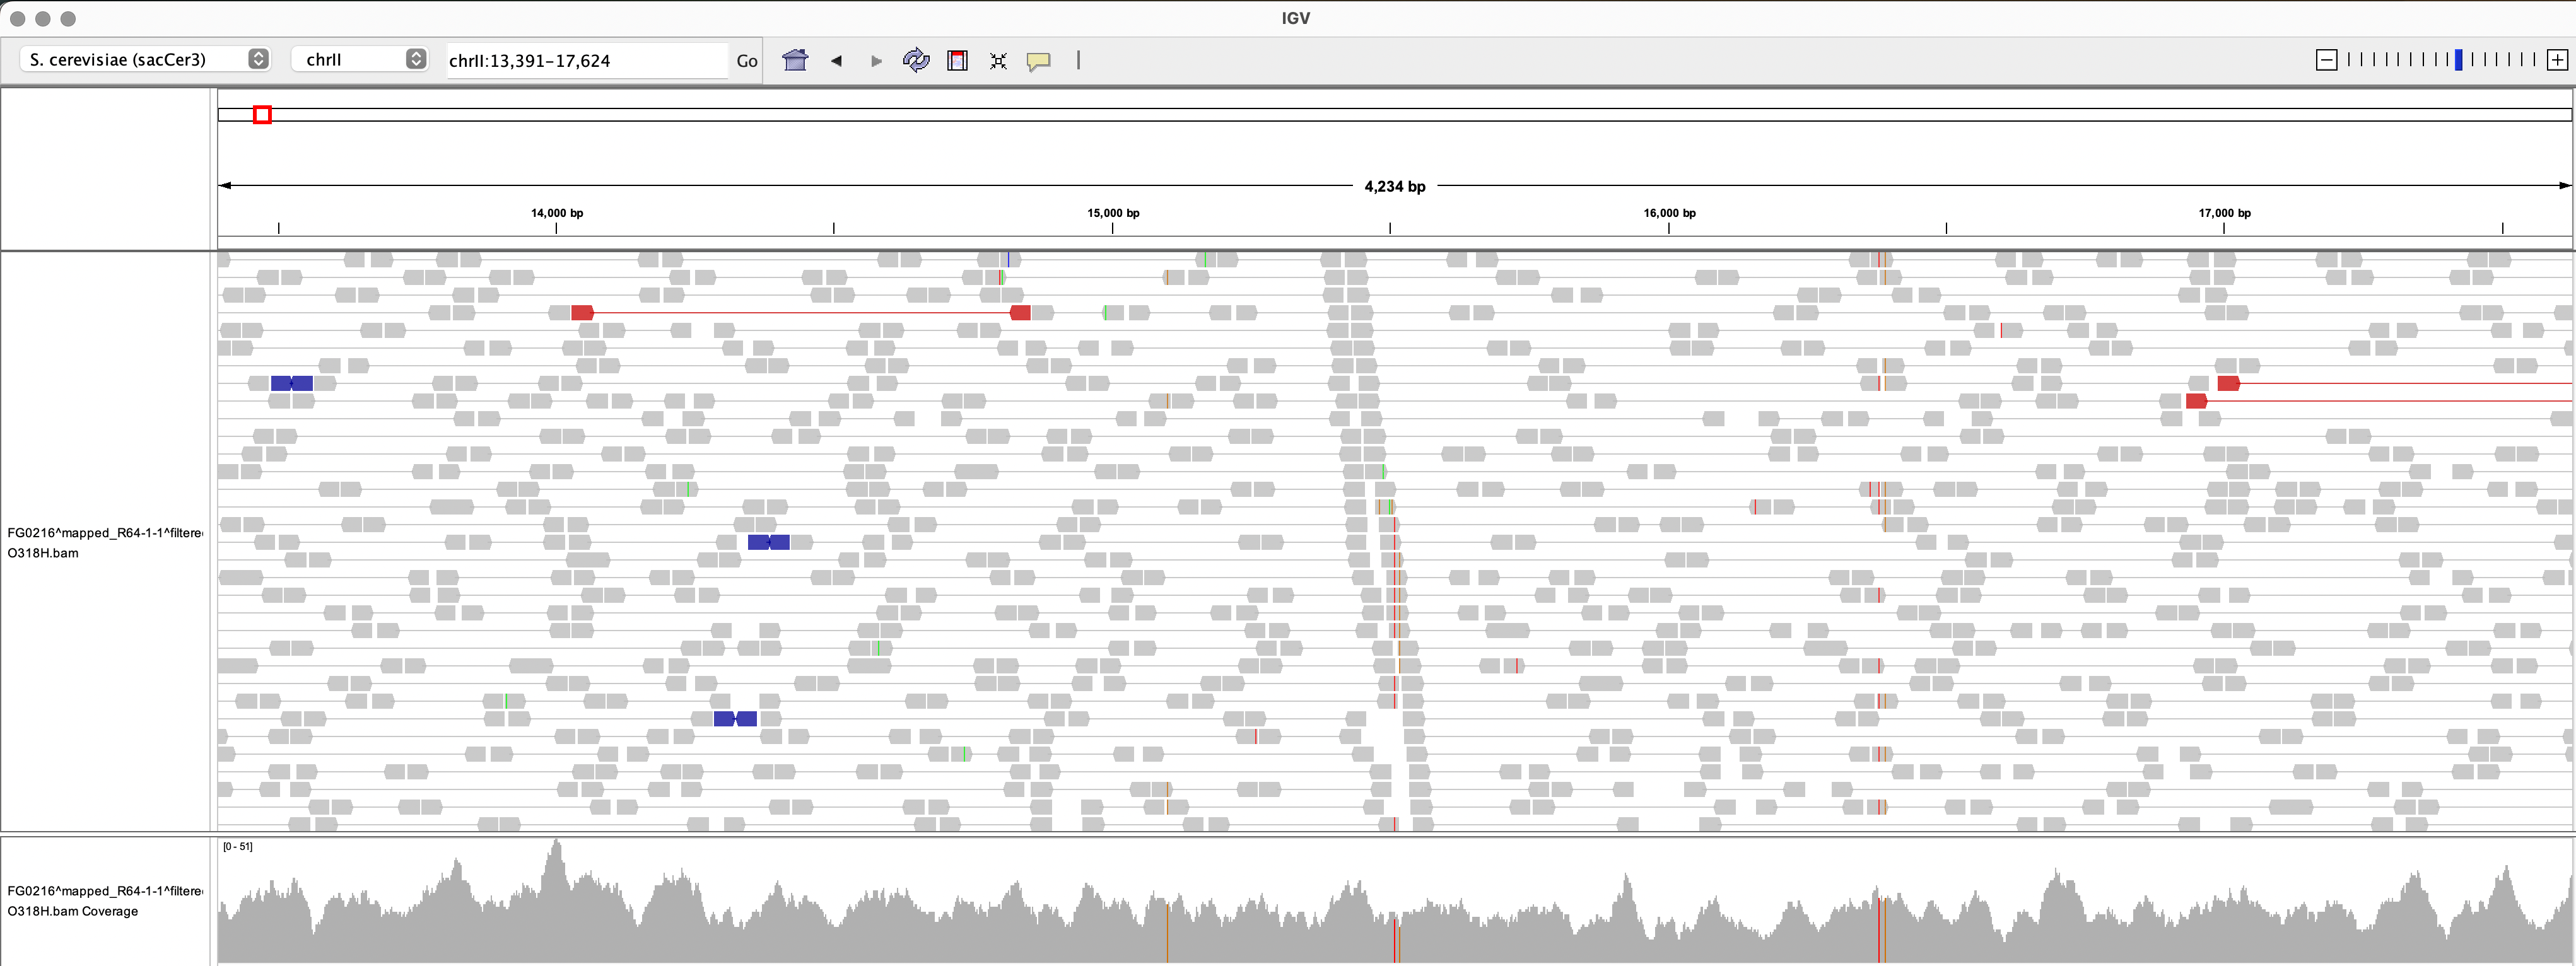 IGV
S. cerevisiae (sacCer3) chrII chrII:13,391-17,624 Go
4,234 bp
14,000 bp 15,000 bp 16,000 bp 17,000 bp
FG0216^mapped_R64-1-1^filtere
O318H.bam
[0 - 51]
FG0216^mapped_R64-1-1^filtere
O318H.bam Coverage